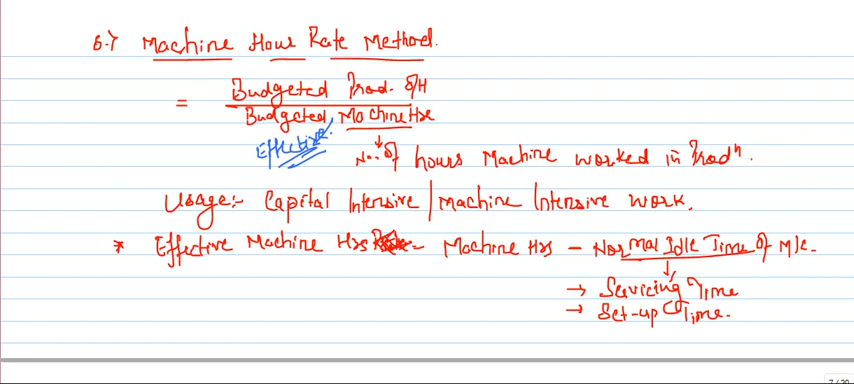 6.7 Machine Hour Rate Method.
= Budgeted Prod. O/H
Budgeted Machine Hrs
Effective
No. of hours Machine worked in Prodn.
Usage:- Capital Intensive / Machine Intensive work.
* Effective Machine Hrs = Machine Hrs - Normal Idle Time of M/c.
→ Servicing Time
→ Set-up Time.
7/20